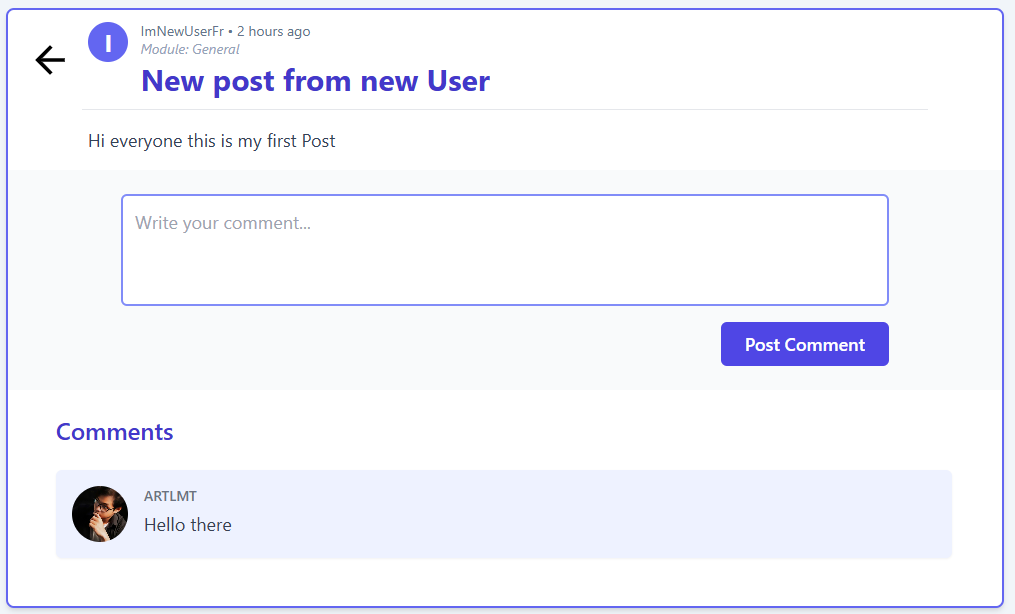 I
ImNewUserFr • 2 hours ago
Module: General
New post from new User
Hi everyone this is my first Post
Write your comment...
Post Comment
Comments
ARTLMT
Hello there